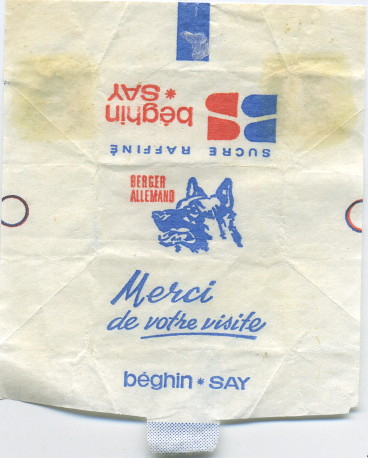 béghin
* SAY
SUCRE RAFFINÉ
BERGER
ALLEMAND
Merci
de votre visite
béghin * SAY